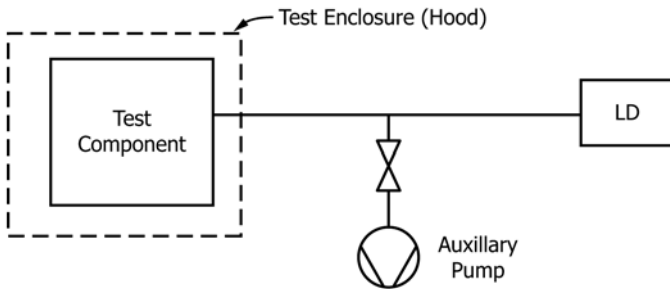 Test Enclosure (Hood)
Test
Component
LD
Auxillary
Pump